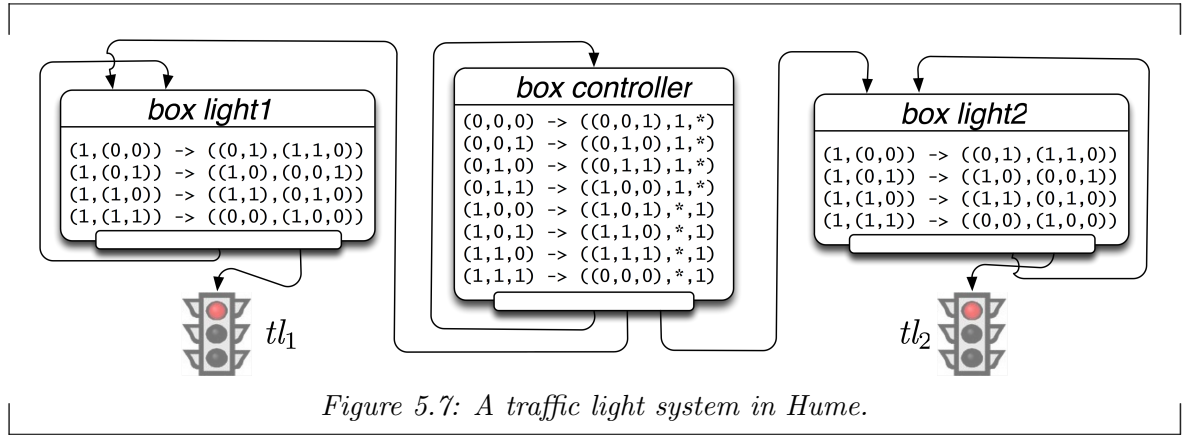 box light1
(1,(0,0)) -> ((0,1),(1,1,0))
(1,(0,1)) -> ((1,0),(0,0,1))
(1,(1,0)) -> ((1,1),(0,1,0))
(1,(1,1)) -> ((0,0),(1,0,0))
tl1
box controller
(0,0,0) -> ((0,0,1),1,*)
(0,0,1) -> ((0,1,0),1,*)
(0,1,0) -> ((0,1,1),1,*)
(0,1,1) -> ((1,0,0),1,*)
(1,0,0) -> ((1,0,1),*,1)
(1,0,1) -> ((1,1,0),*,1)
(1,1,0) -> ((1,1,1),*,1)
(1,1,1) -> ((0,0,0),*,1)
box light2
(1,(0,0)) -> ((0,1),(1,1,0))
(1,(0,1)) -> ((1,0),(0,0,1))
(1,(1,0)) -> ((1,1),(0,1,0))
(1,(1,1)) -> ((0,0),(1,0,0))
tl2
Figure 5.7: A traffic light system in Hume.